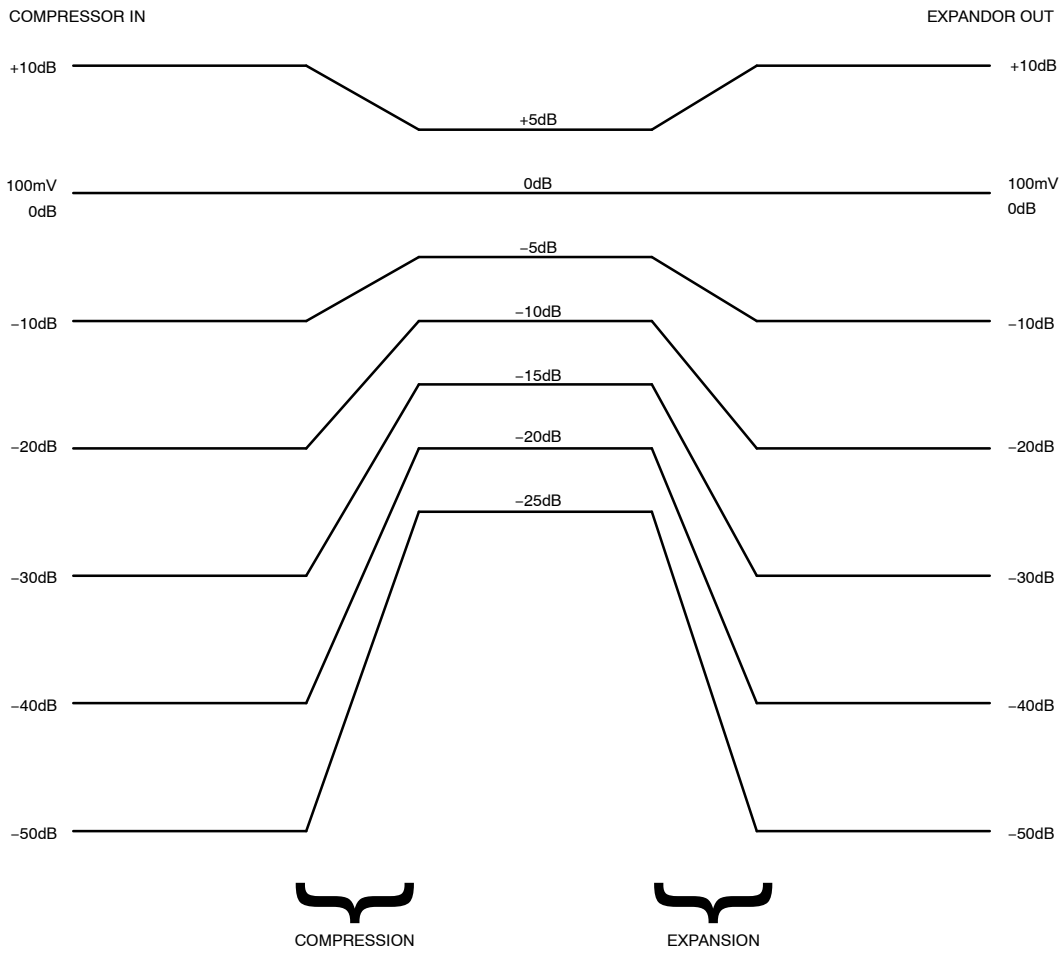 COMPRESSOR IN
EXPANDOR OUT
+10dB
+10dB
+5dB
100mV
0dB
0dB
100mV
0dB
−5dB
−10dB
−10dB
−10dB
−15dB
−20dB
−20dB
−20dB
−25dB
−30dB
−30dB
−40dB
−40dB
−50dB
−50dB
COMPRESSION
EXPANSION